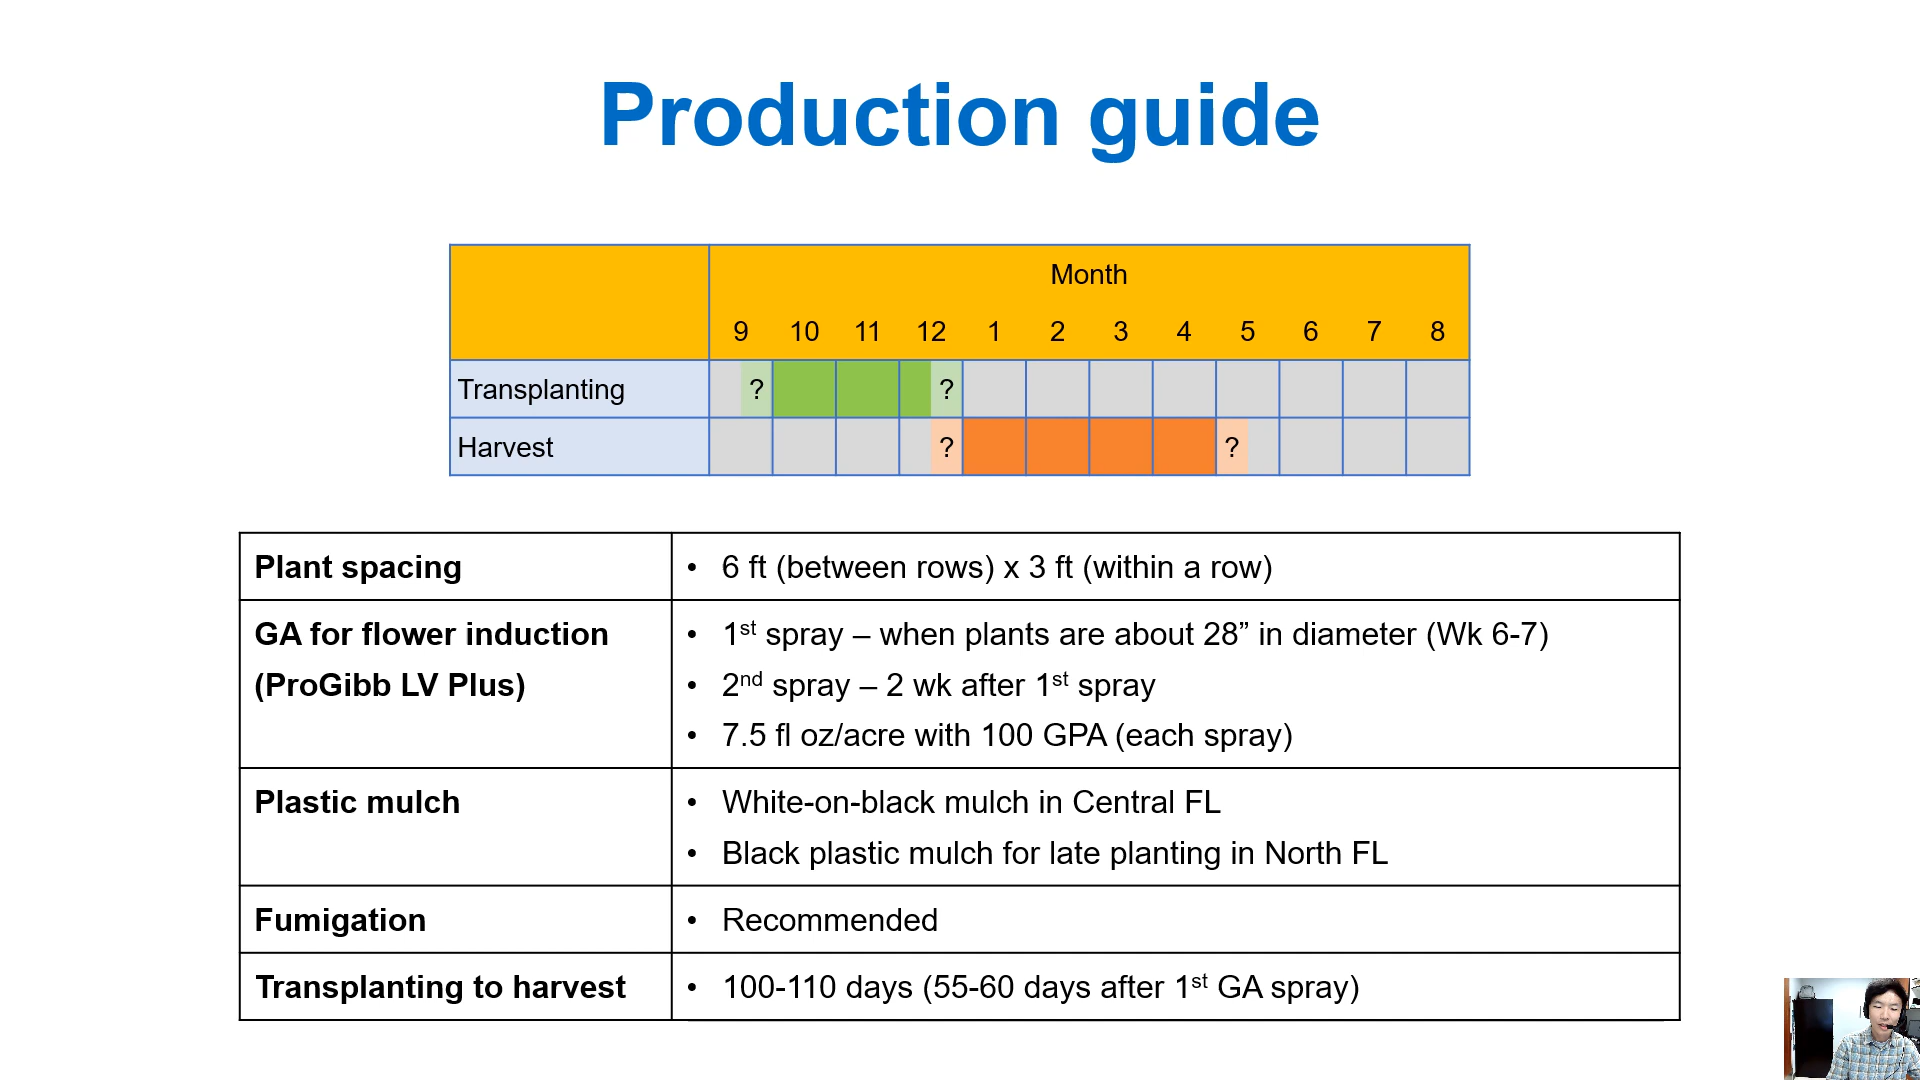 Production guide
Month
9 10 11 12 1 2 3 4 5 6 7 8
Transplanting ? ?
Harvest ? ?
Plant spacing • 6 ft (between rows) x 3 ft (within a row)
GA for flower induction • 1st spray – when plants are about 28” in diameter (Wk 6-7)
(ProGibb LV Plus) • 2nd spray – 2 wk after 1st spray
• 7.5 fl oz/acre with 100 GPA (each spray)
Plastic mulch • White-on-black mulch in Central FL
• Black plastic mulch for late planting in North FL
Fumigation • Recommended
Transplanting to harvest • 100-110 days (55-60 days after 1st GA spray)